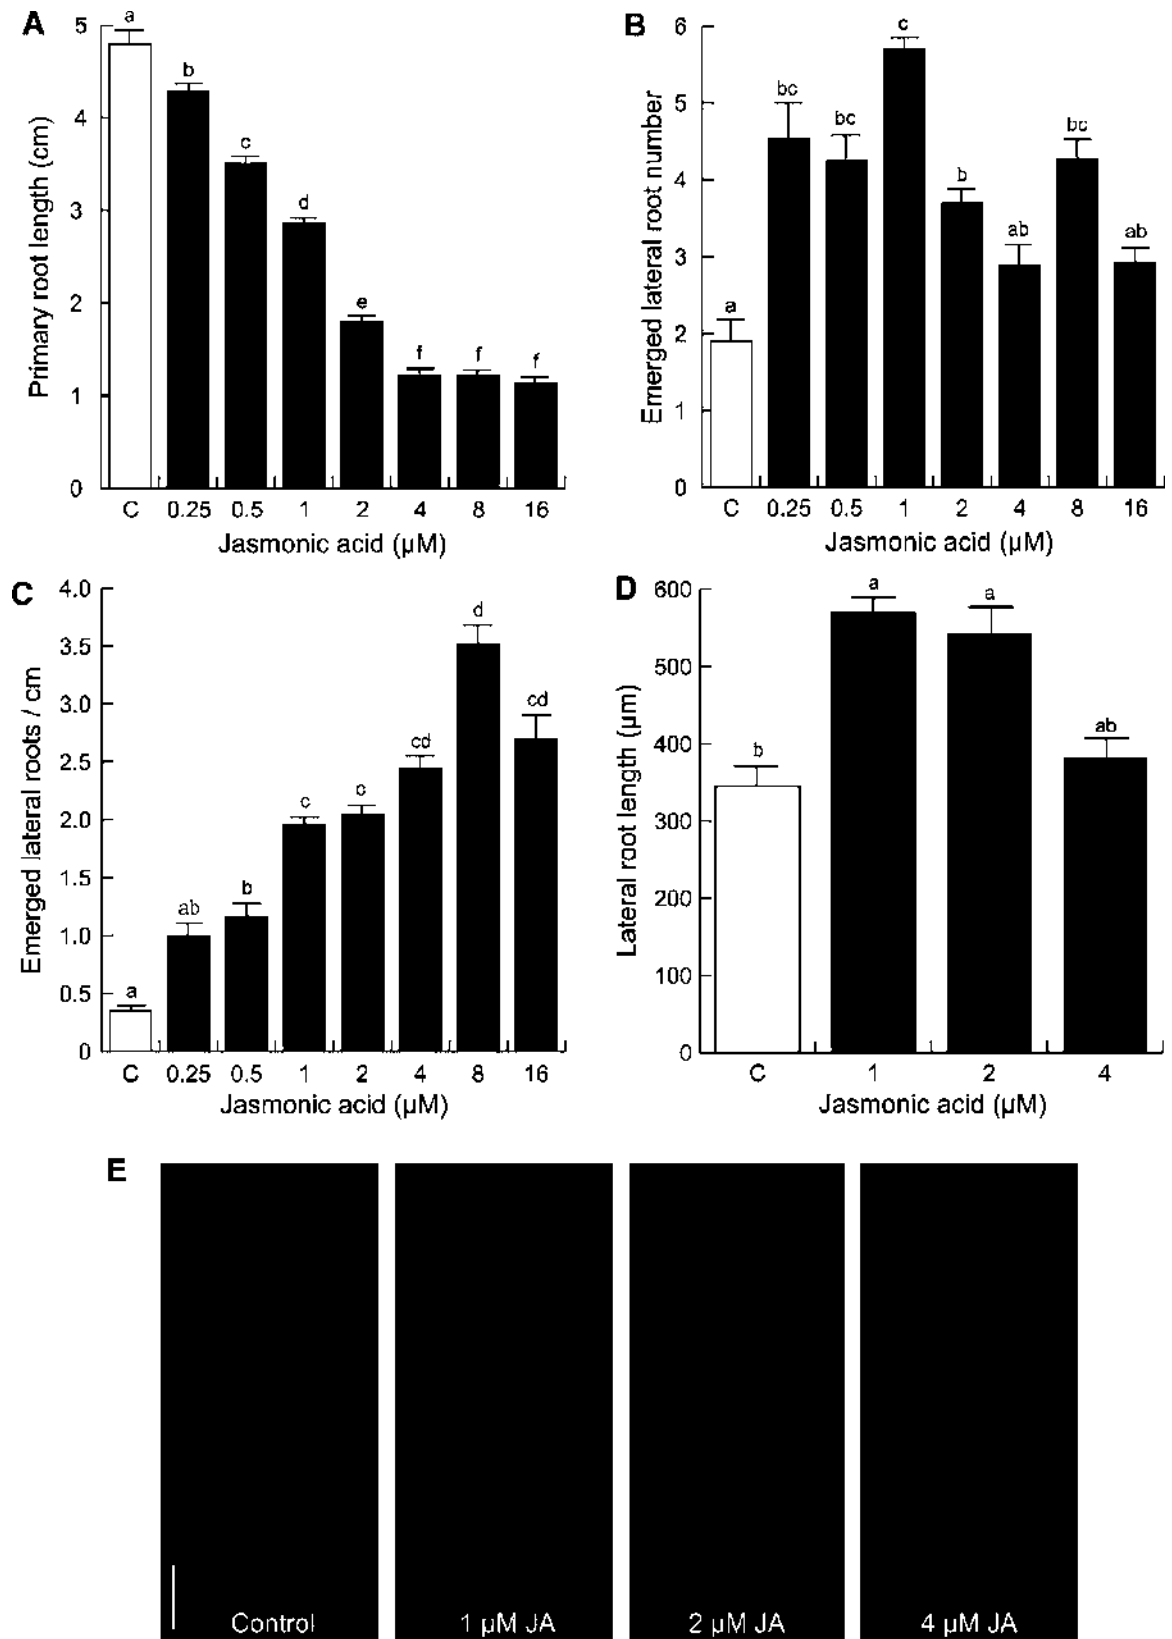 A
Primary root length (cm)
5
4
3
2
1
0
a
b
c
d
e
f
f
f
C 0.25 0.5 1 2 4 8 16
Jasmonic acid (µM)
B
Emerged lateral root number
6
5
4
3
2
1
0
a
bc
bc
c
b
ab
bc
ab
C 0.25 0.5 1 2 4 8 16
Jasmonic acid (µM)
C
Emerged lateral roots / cm
4.0
3.5
3.0
2.5
2.0
1.5
1.0
0.5
0
a
ab
b
c
c
cd
d
cd
C 0.25 0.5 1 2 4 8 16
Jasmonic acid (µM)
D
Lateral root length (µm)
600
500
400
300
200
100
0
b
a
a
ab
C 1 2 4
Jasmonic acid (µM)
E
Control
1 µM JA
2 µM JA
4 µM JA